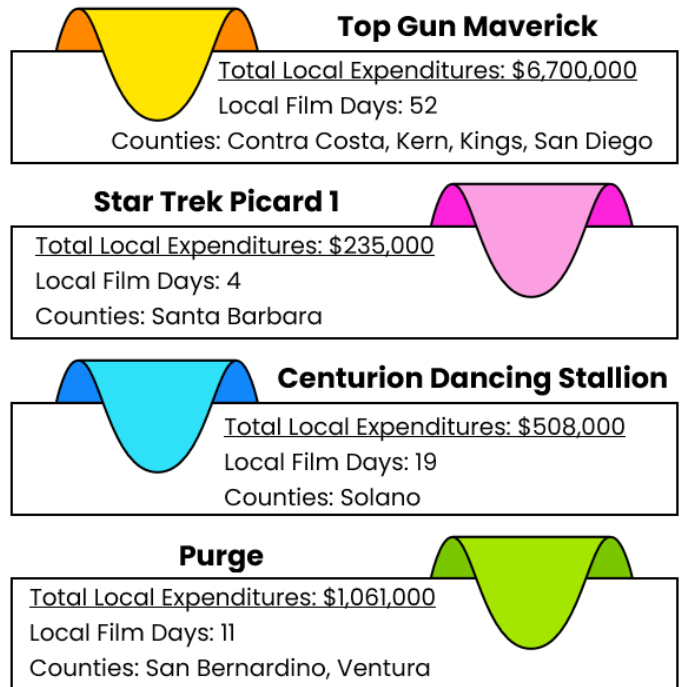 Top Gun Maverick
Total Local Expenditures: $6,700,000
Local Film Days: 52
Counties: Contra Costa, Kern, Kings, San Diego
Star Trek Picard 1
Total Local Expenditures: $235,000
Local Film Days: 4
Counties: Santa Barbara
Centurion Dancing Stallion
Total Local Expenditures: $508,000
Local Film Days: 19
Counties: Solano
Purge
Total Local Expenditures: $1,061,000
Local Film Days: 11
Counties: San Bernardino, Ventura